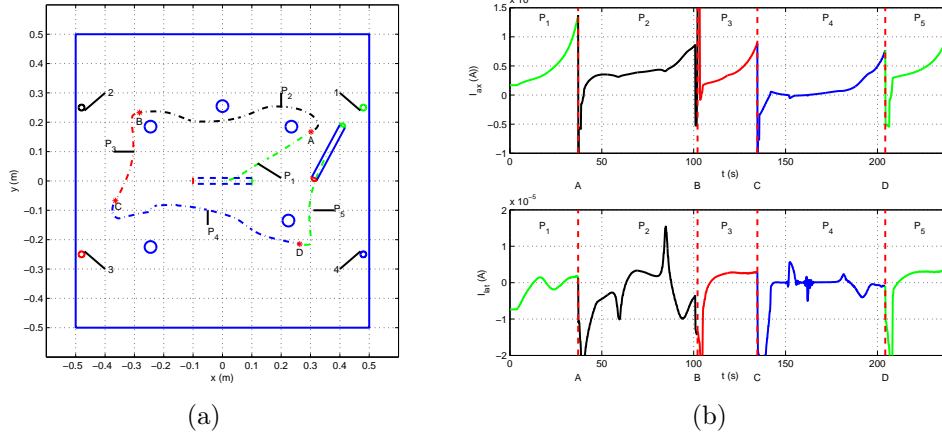 0.5
0.4
0.3
0.2
0.1
0
−0.1
−0.2
−0.3
−0.4
−0.5
y (m)
−0.5 −0.4 −0.3 −0.2 −0.1 0 0.1 0.2 0.3 0.4 0.5
x (m)
2
1
P2
B
A
P3
P1
C
P5
P4
D
3
4
(a)
1.5
1
0.5
0
−0.5
−1
I_ax (A))
P1 P2 P3 P4 P5
0 50 100 150 200
t (s)
A B C D
x 10^-5
2
1
0
−1
−2
I_lat (A)
P1 P2 P3 P4 P5
0 50 100 150 200
t (s)
A B C D
(b)